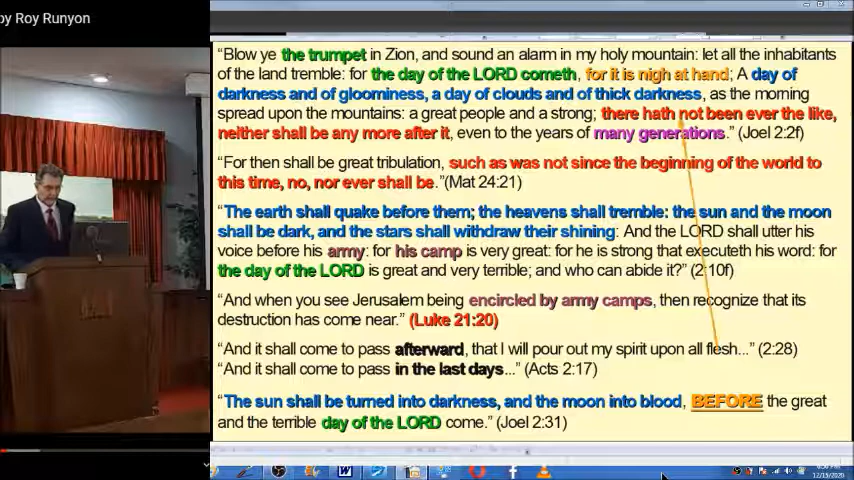 by Roy Runyon
“Blow ye the trumpet in Zion, and sound an alarm in my holy mountain: let all the inhabitants
of the land tremble: for the day of the LORD cometh, for it is nigh at hand; A day of
darkness and of gloominess, a day of clouds and of thick darkness, as the morning
spread upon the mountains: a great people and a strong; there hath not been ever the like,
neither shall be any more after it, even to the years of many generations.” (Joel 2:2f)
“For then shall be great tribulation, such as was not since the beginning of the world to
this time, no, nor ever shall be.”(Mat 24:21)
“The earth shall quake before them; the heavens shall tremble: the sun and the moon
shall be dark, and the stars shall withdraw their shining: And the LORD shall utter his
voice before his army: for his camp is very great: for he is strong that executeth his word: for
the day of the LORD is great and very terrible; and who can abide it?” (2:10f)
“And when you see Jerusalem being encircled by army camps, then recognize that its
destruction has come near.” (Luke 21:20)
“And it shall come to pass afterward, that I will pour out my spirit upon all flesh...” (2:28)
“And it shall come to pass in the last days...” (Acts 2:17)
“The sun shall be turned into darkness, and the moon into blood, BEFORE the great
and the terrible day of the LORD come.” (Joel 2:31)